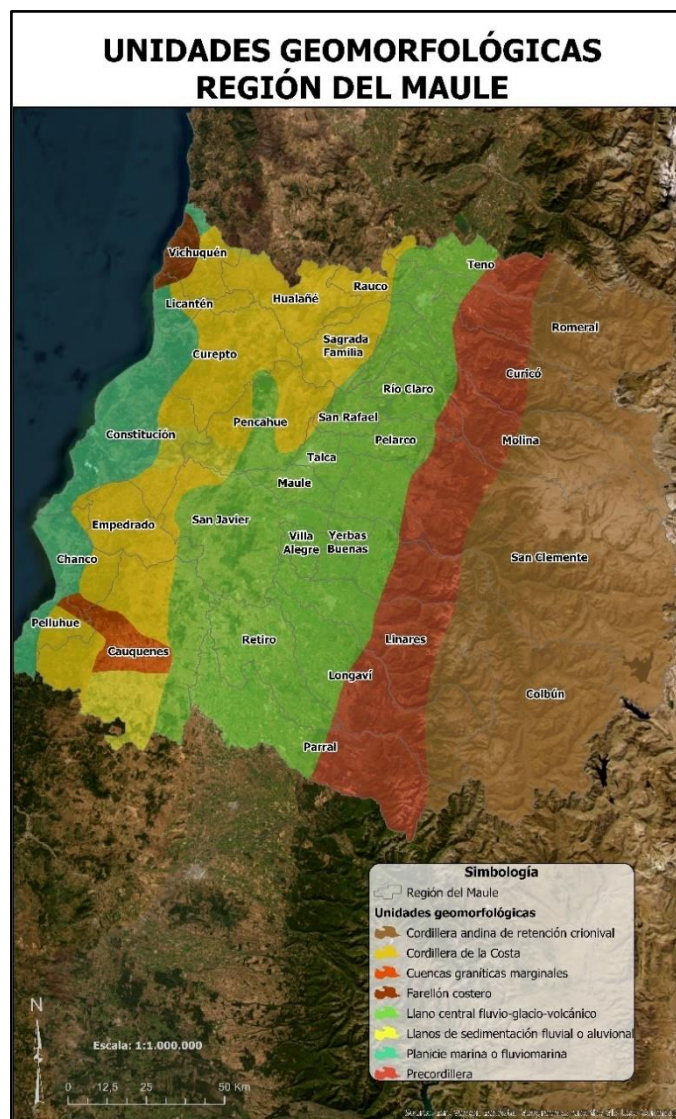 UNIDADES GEOMORFOLÓGICAS
REGIÓN DEL MAULE
Vichuquén
Teno
Rauco
Hualañé
Licantén
Romeral
Sagrada
Familia
Curepto
Curicó
Río Claro
San Rafael
Pencahue
Constitución
Pelarco
Molina
Talca
Maule
San Javier
Empedrado
Villa
Alegre
Yerbas
Buenas
Chanco
San Clemente
Pelluhue
Cauquenes
Retiro
Linares
Longaví
Colbún
Parral
Simbología
Región del Maule
Unidades geomorfológicas
Cordillera andina de retención crionival
Cordillera de la Costa
Cuencas graníticas marginales
Farellón costero
Llano central fluvio-glacio-volcánico
Llanos de sedimentación fluvial o aluvional
Planicie marina o fluviomarina
Precordillera
N
Escala: 1:1.000.000
0 12,5 25 50 Km